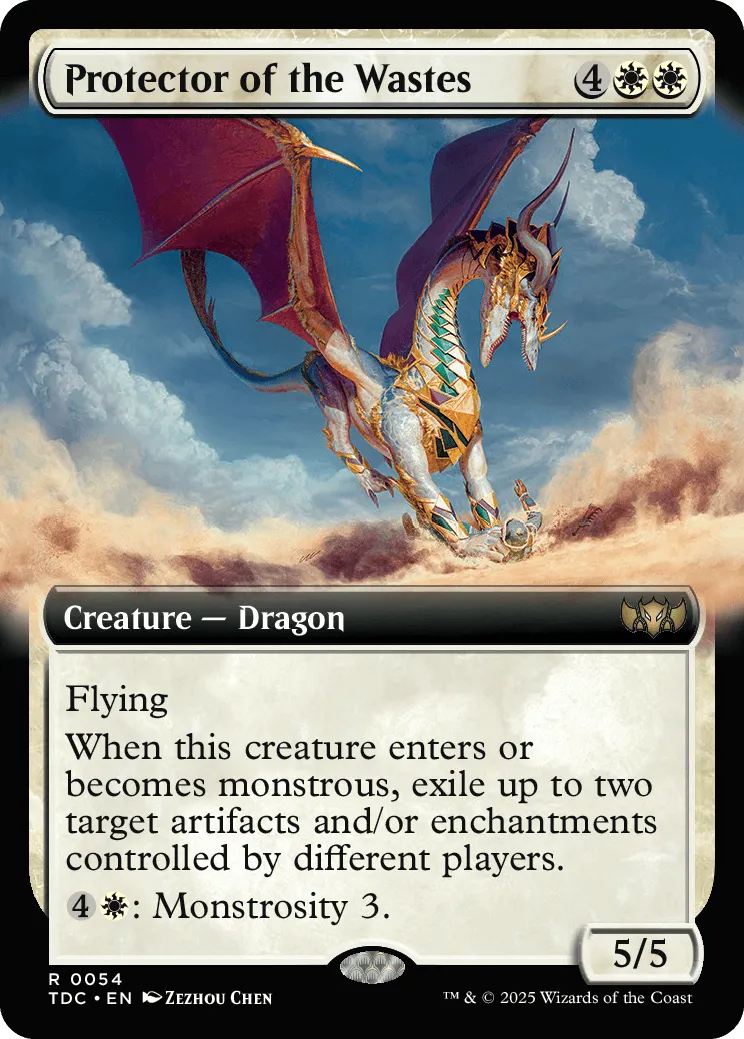 Protector of the Wastes 4
Creature — Dragon
Flying
When this creature enters or
becomes monstrous, exile up to two
target artifacts and/or enchantments
controlled by different players.
4: Monstrosity 3.
5/5
R 0054
TDC • EN Zezhou Chen
™ & © 2025 Wizards of the Coast